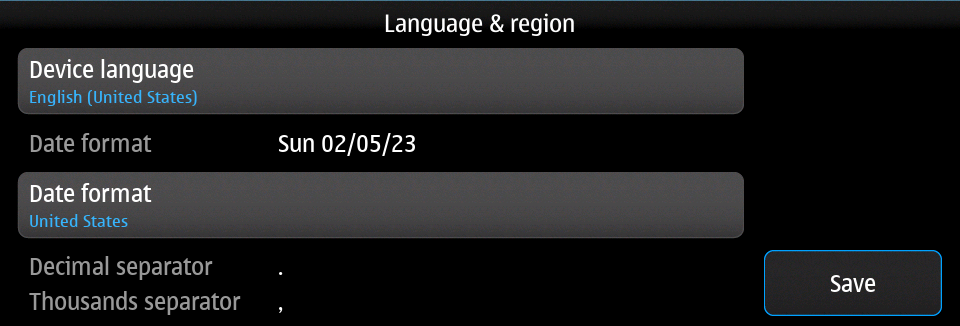 Language & region
Device language
English (United States)
Date format Sun 02/05/23
Date format
United States
Decimal separator .
Thousands separator ,
Save